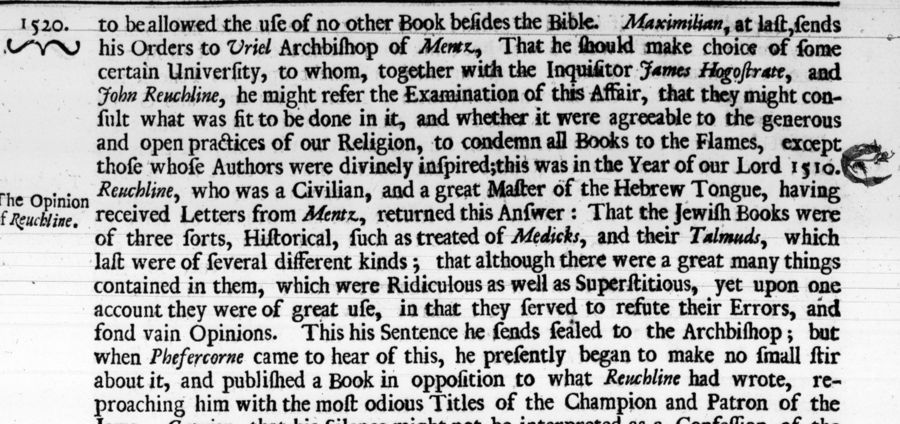 1520.
to be allowed the uſe of no other Book beſides the Bible. Maximilian, at laſt, ſends
his Orders to Uriel Archbiſhop of Mentz, That he ſhould make choice of ſome
certain Univerſity, to whom, together with the Inquiſitor James Hogoſtrate, and
John Reuchline, he might refer the Examination of this Affair, that they might con-
ſult what was fit to be done in it, and whether it were agreeable to the generous
and open practices of our Religion, to condemn all Books to the Flames, except
thoſe whoſe Authors were divinely inſpired; this was in the Year of our Lord 1510.
The Opinion
of Reuchline.
Reuchline, who was a Civilian, and a great Maſter of the Hebrew Tongue, having
received Letters from Mentz, returned this Anſwer: That the Jewiſh Books were
of three ſorts, Hiſtorical, ſuch as treated of Medicks, and their Talmuds, which
laſt were of ſeveral different kinds; that although there were a great many things
contained in them, which were Ridiculous as well as Superſtitious, yet upon one
account they were of great uſe, in that they ſerved to refute their Errors, and
fond vain Opinions. This his Sentence he ſends ſealed to the Archbiſhop; but
when Phefercorne came to hear of this, he preſently began to make no ſmall ſtir
about it, and publiſhed a Book in oppoſition to what Reuchline had wrote, re-
proaching him with the moſt odious Titles of the Champion and Patron of the